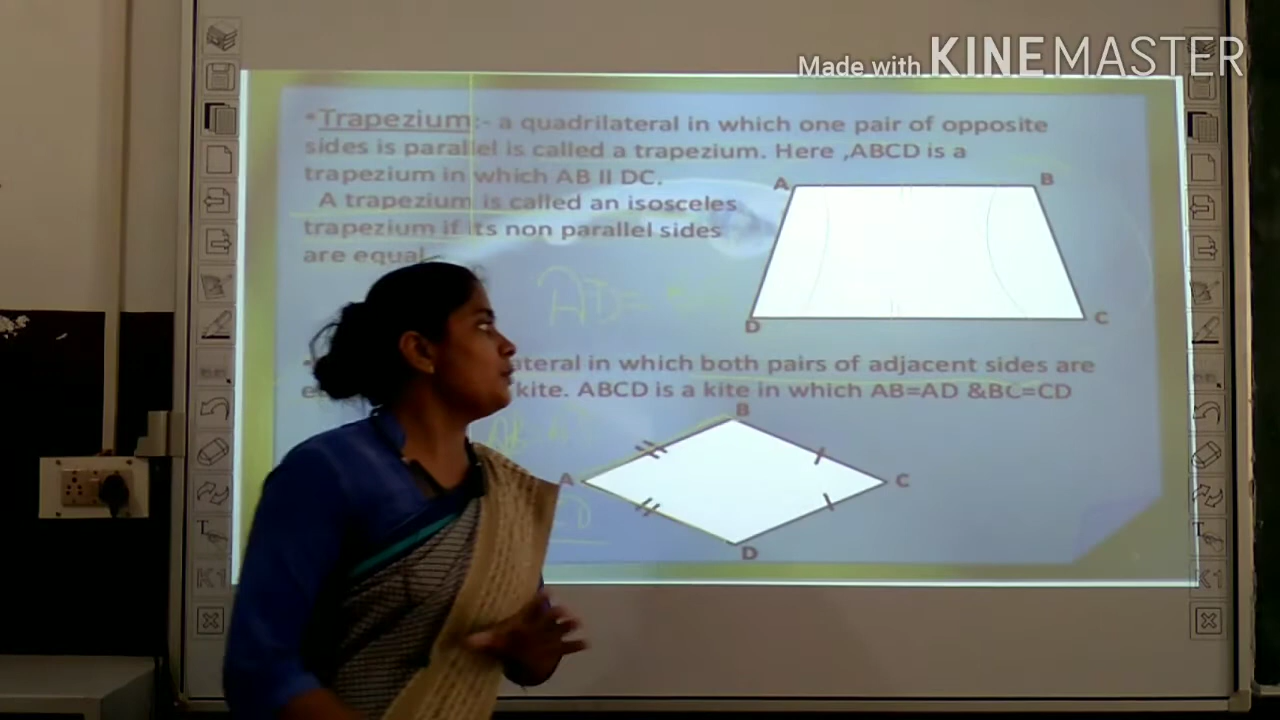 Made with KINEMASTER
•Trapezium:- a quadrilateral in which one pair of opposite
sides is parallel is called a trapezium. Here ,ABCD is a
trapezium in which AB II DC.
A trapezium is called an isosceles
trapezium if its non parallel sides
are equal
A
B
D
C
AD=
ateral in which both pairs of adjacent sides are
kite. ABCD is a kite in which AB=AD &BC=CD
B
A
C
D
T
K1
K1